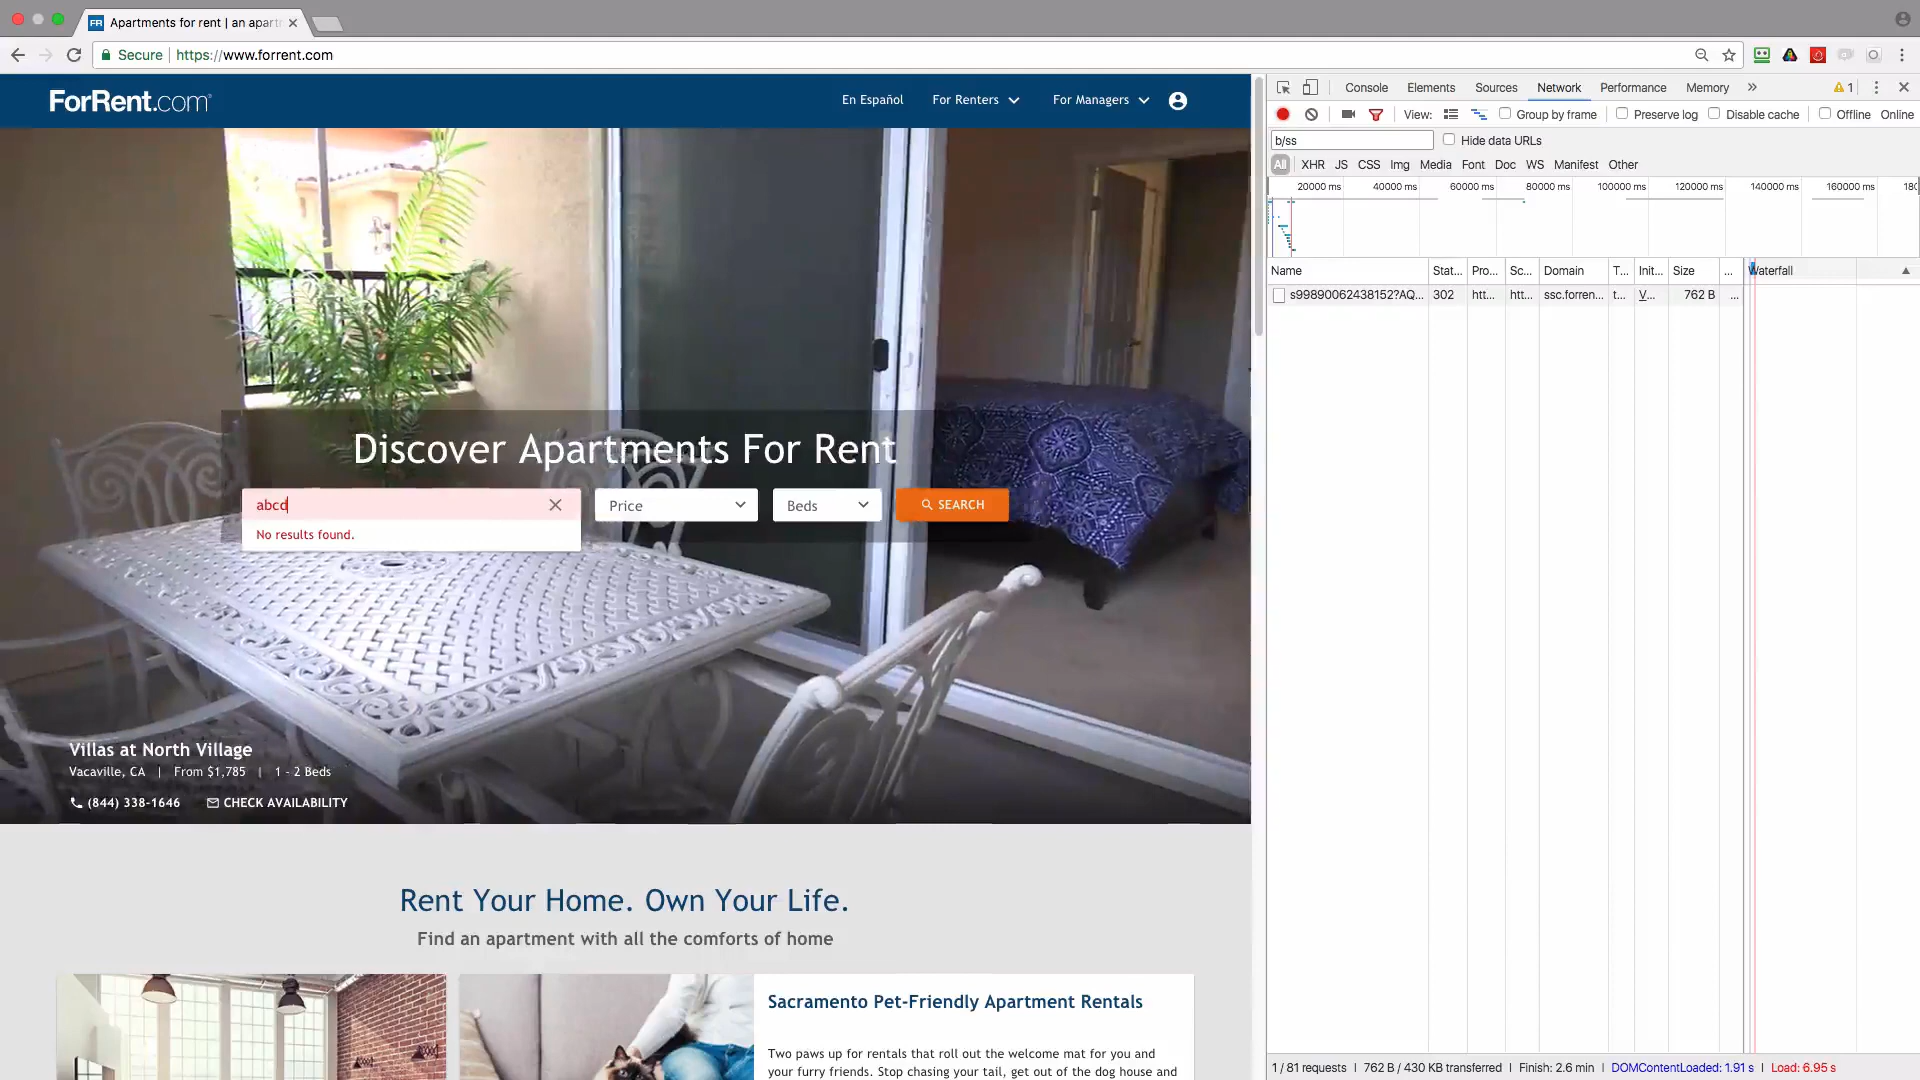 FR Apartments for rent | an apart
Secure https://www.forrent.com
ForRent.com
En Español
For Renters
For Managers
Discover Apartments For Rent
abcd
Price
Beds
SEARCH
No results found.
Villas at North Village
Vacaville, CA | From $1,785 | 1 - 2 Beds
(844) 338-1646
CHECK AVAILABILITY
Rent Your Home. Own Your Life.
Find an apartment with all the comforts of home
Sacramento Pet-Friendly Apartment Rentals
Two paws up for rentals that roll out the welcome mat for you and
your furry friends. Stop chasing your tail, get out of the dog house and
Console Elements Sources Network Performance Memory » 1
View: Group by frame Preserve log Disable cache Offline Online
b/ss Hide data URLs
All XHR JS CSS Img Media Font Doc WS Manifest Other
20000 ms 40000 ms 60000 ms 80000 ms 100000 ms 120000 ms 140000 ms 160000 ms 180
Name Stat... Pro... Sc... Domain T... Init... Size ... Waterfall
s99890062438152?AQ... 302 htt... htt... ssc.forren... t... V... 762 B ...
1 / 81 requests | 762 B / 430 KB transferred | Finish: 2.6 min | DOMContentLoaded: 1.91 s | Load: 6.95 s